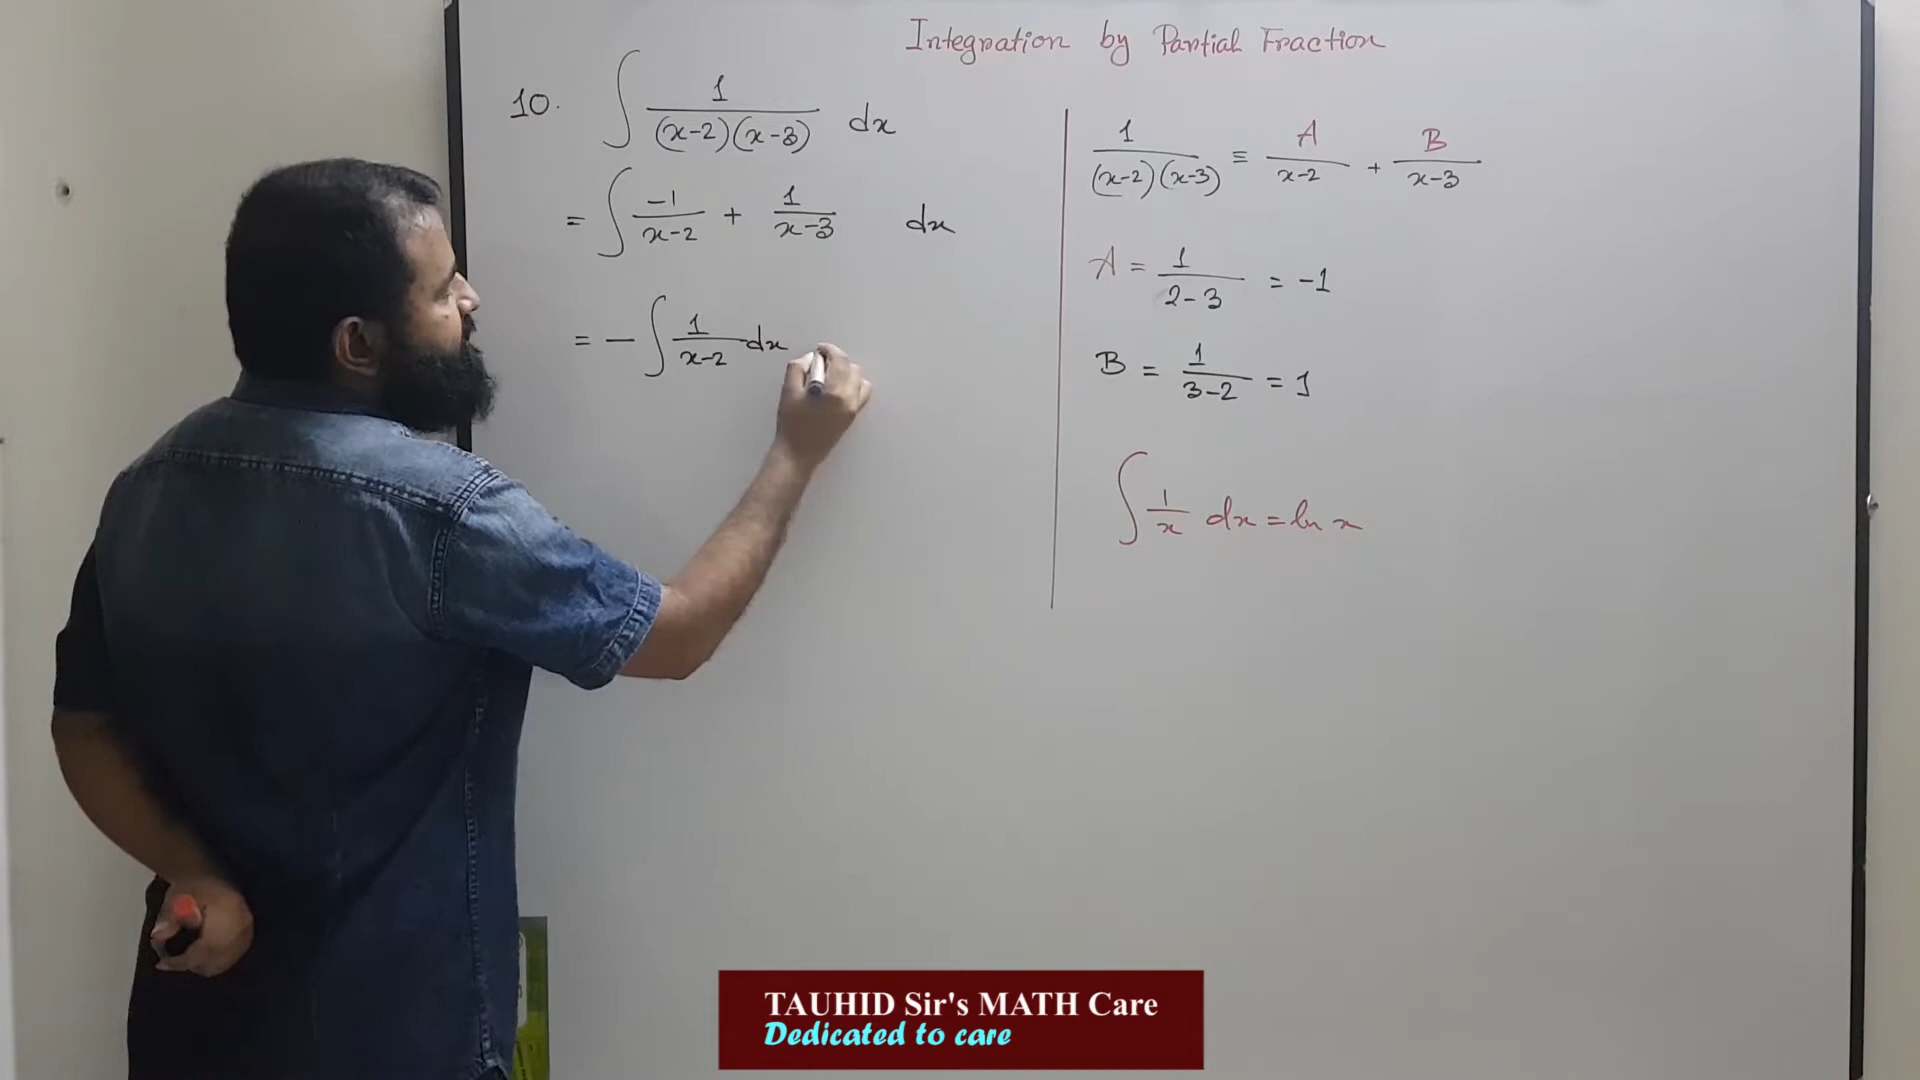 Integration by Partial Fraction
10. ∫ 1/((x-2)(x-3)) dx
= ∫ -1/(x-2) + 1/(x-3) dx
= - ∫ 1/(x-2) dx
1/((x-2)(x-3)) ≡ A/(x-2) + B/(x-3)
A = 1/(2-3) = -1
B = 1/(3-2) = 1
∫ 1/x dx = ln x
TAUHID Sir's MATH Care
Dedicated to care